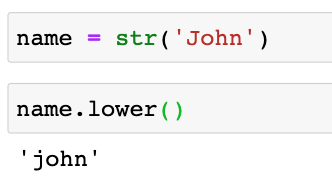 name = str('John')
name.lower()
'john'